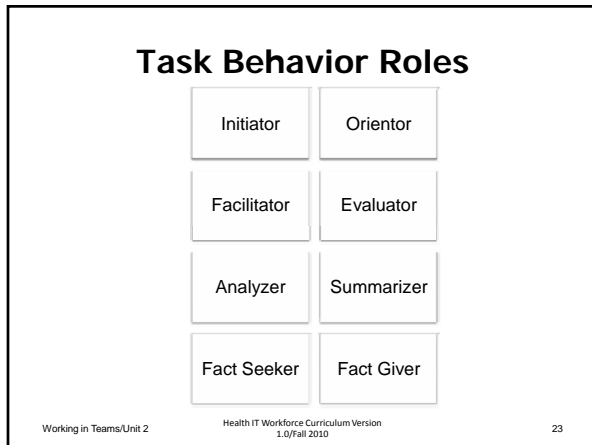 Task Behavior Roles
Initiator
Orientor
Facilitator
Evaluator
Analyzer
Summarizer
Fact Seeker
Fact Giver
Working in Teams/Unit 2
Health IT Workforce Curriculum Version
1.0/Fall 2010
23